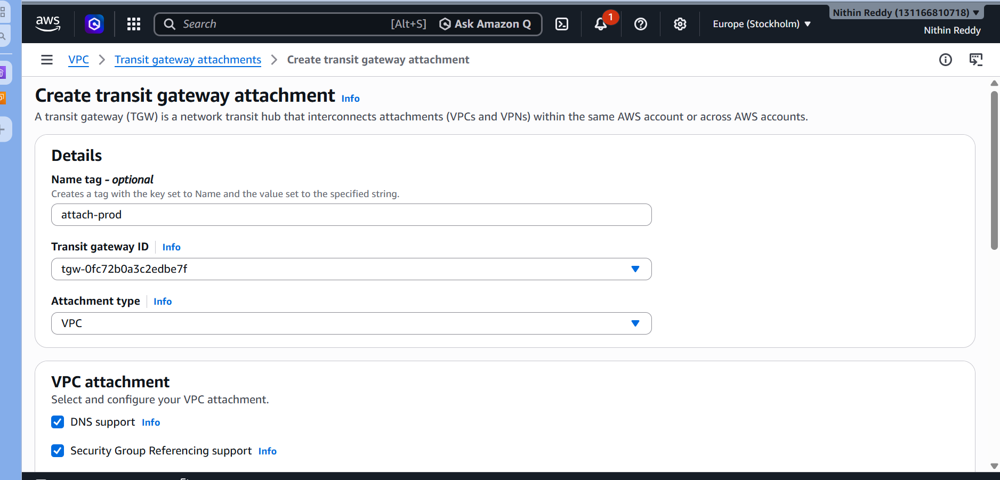 aws
Search [Alt+S] Ask Amazon Q
1
Europe (Stockholm)
Nithin Reddy (131166810718)
Nithin Reddy
VPC > Transit gateway attachments > Create transit gateway attachment
Create transit gateway attachment Info
A transit gateway (TGW) is a network transit hub that interconnects attachments (VPCs and VPNs) within the same AWS account or across AWS accounts.
Details
Name tag - optional
Creates a tag with the key set to Name and the value set to the specified string.
attach-prod
Transit gateway ID Info
tgw-0fc72b0a3c2edbe7f
Attachment type Info
VPC
VPC attachment
Select and configure your VPC attachment.
DNS support Info
Security Group Referencing support Info